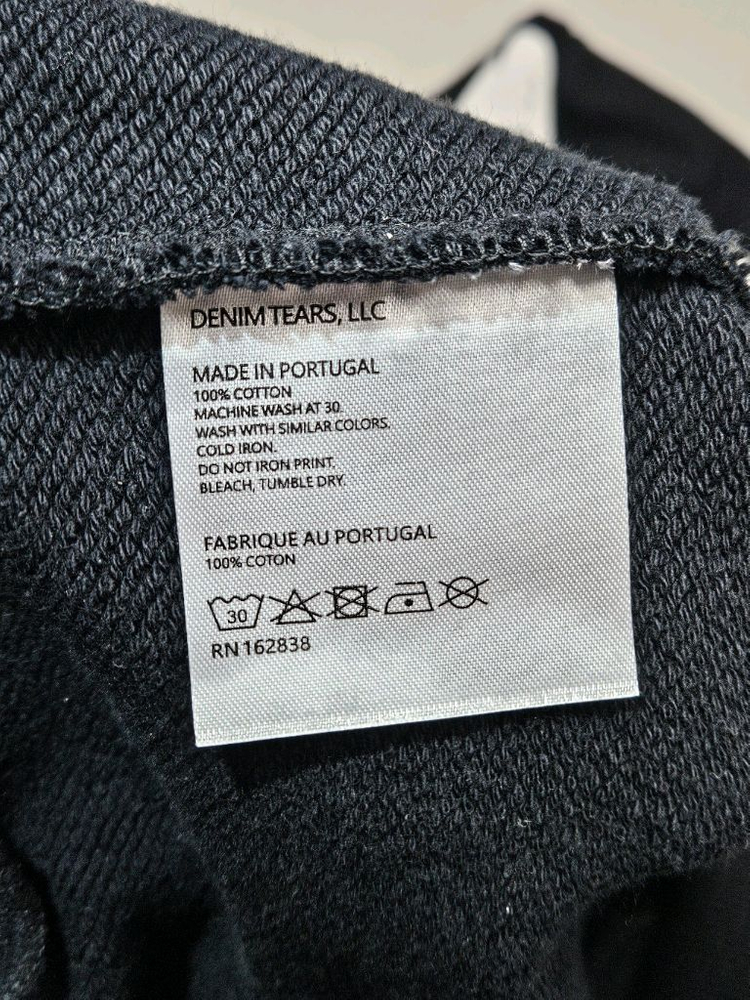 DENIM TEARS, LLC
MADE IN PORTUGAL
100% COTTON
MACHINE WASH AT 30.
WASH WITH SIMILAR COLORS.
COLD IRON.
DO NOT IRON PRINT.
BLEACH, TUMBLE DRY.
FABRIQUE AU PORTUGAL
100% COTON
30
RN 162838